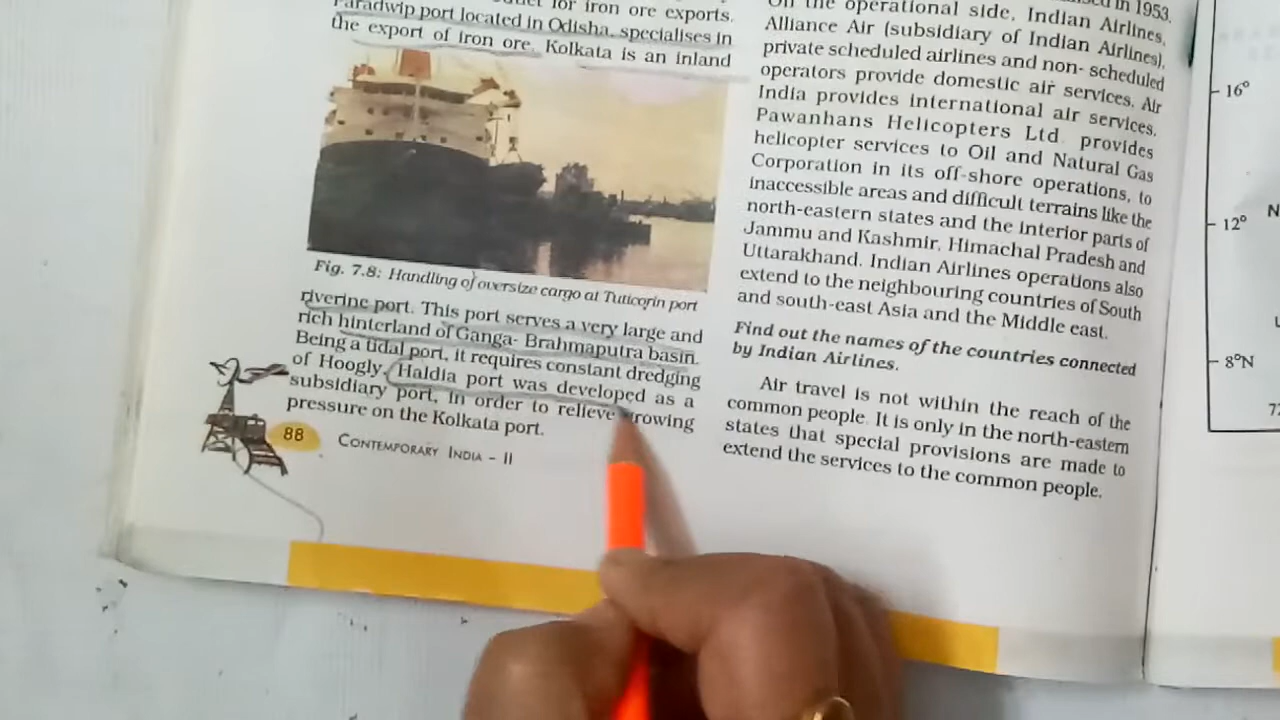 for iron ore exports.
Paradwip port located in Odisha, specialises in
the export of iron ore. Kolkata is an inland
Fig. 7.8: Handling of oversize cargo at Tuticorin port
riverine port. This port serves a very large and
rich hinterland of Ganga- Brahmaputra basin.
Being a tidal port, it requires constant dredging
of Hoogly. Haldia port was developed as a
subsidiary port, in order to relieve growing
pressure on the Kolkata port.
88
CONTEMPORARY INDIA - II
in 1953.
On the operational side, Indian Airlines,
Alliance Air (subsidiary of Indian Airlines),
private scheduled airlines and non- scheduled
operators provide domestic air services. Air
India provides international air services.
Pawanhans Helicopters Ltd. provides
helicopter services to Oil and Natural Gas
Corporation in its off-shore operations, to
inaccessible areas and difficult terrains like the
north-eastern states and the interior parts of
Jammu and Kashmir, Himachal Pradesh and
Uttarakhand. Indian Airlines operations also
extend to the neighbouring countries of South
and south-east Asia and the Middle east.
Find out the names of the countries connected
by Indian Airlines.
Air travel is not within the reach of the
common people. It is only in the north-eastern
states that special provisions are made to
extend the services to the common people.
16°
12°
8°N